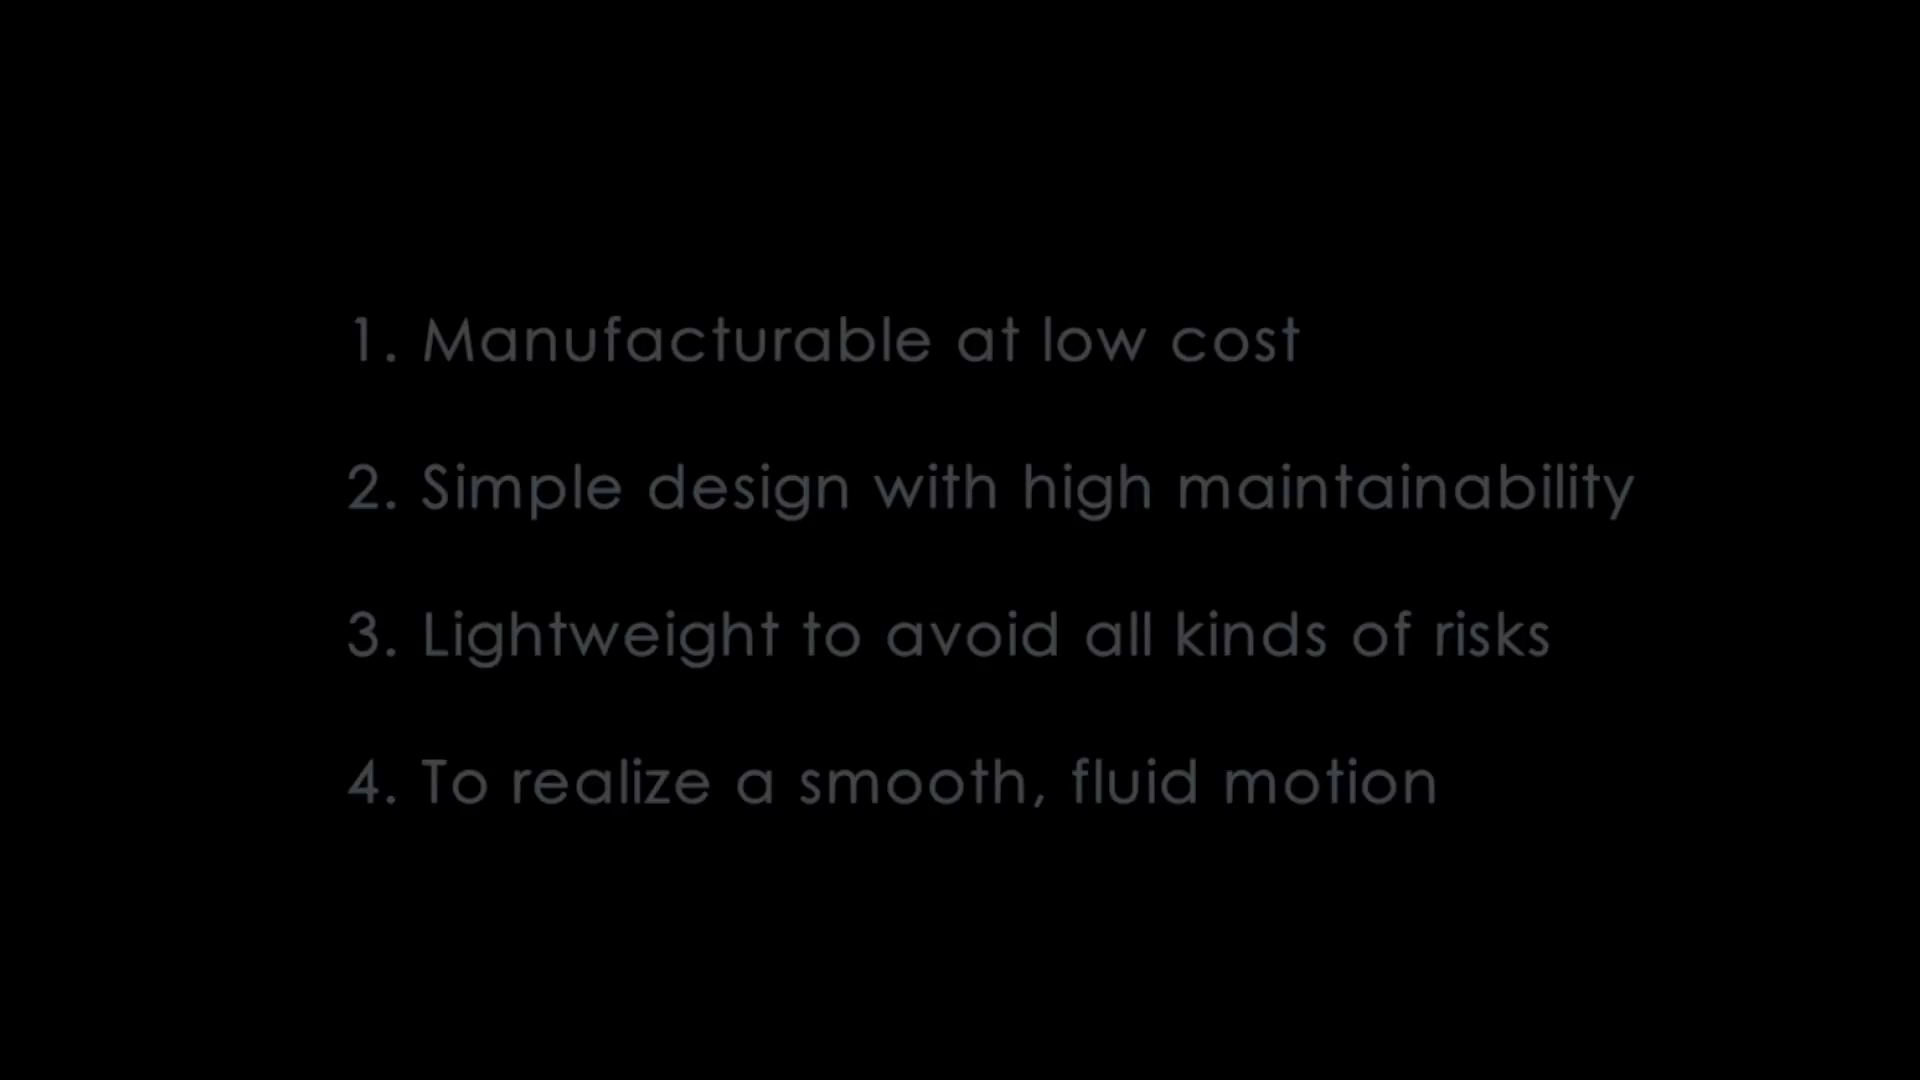 1. Manufacturable at low cost
2. Simple design with high maintainability
3. Lightweight to avoid all kinds of risks
4. To realize a smooth, fluid motion